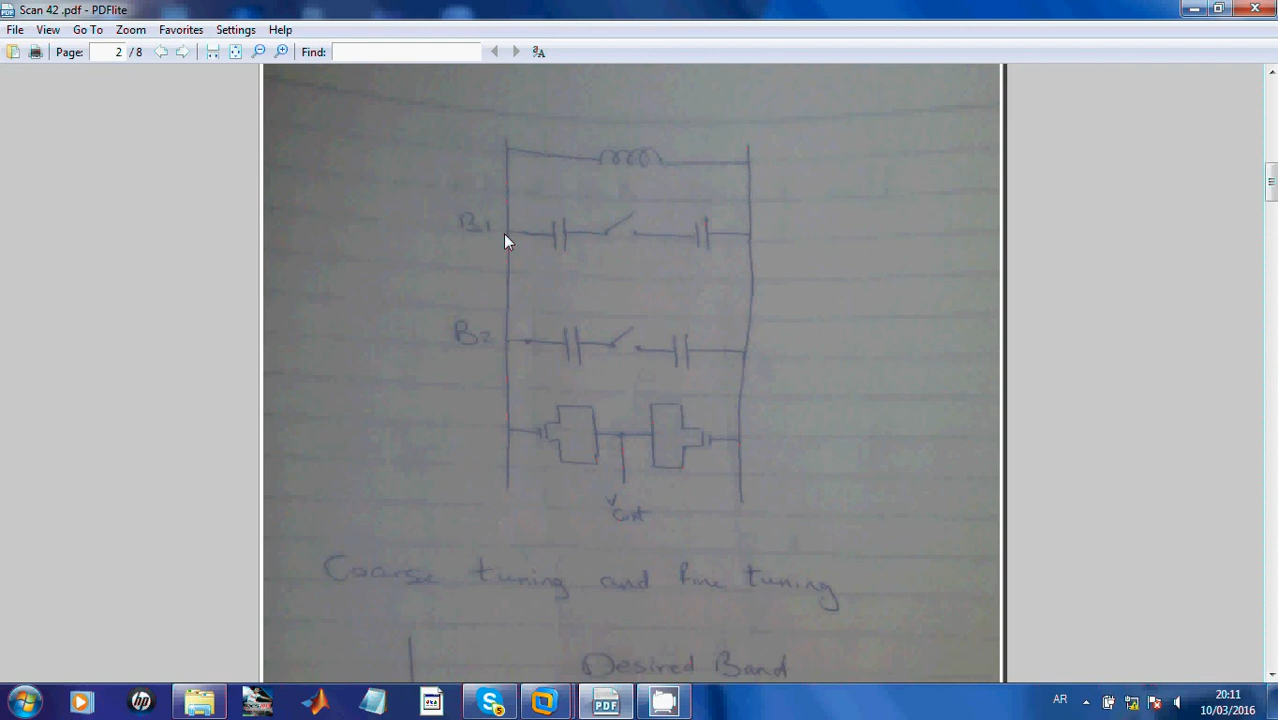 Scan 42 .pdf - PDFlite
File View Go To Zoom Favorites Settings Help
Page: 2 / 8 Find:
B1
B2
Vcnt
Coarse tuning and fine tuning
Desired Band
AR
20:11
10/03/2016